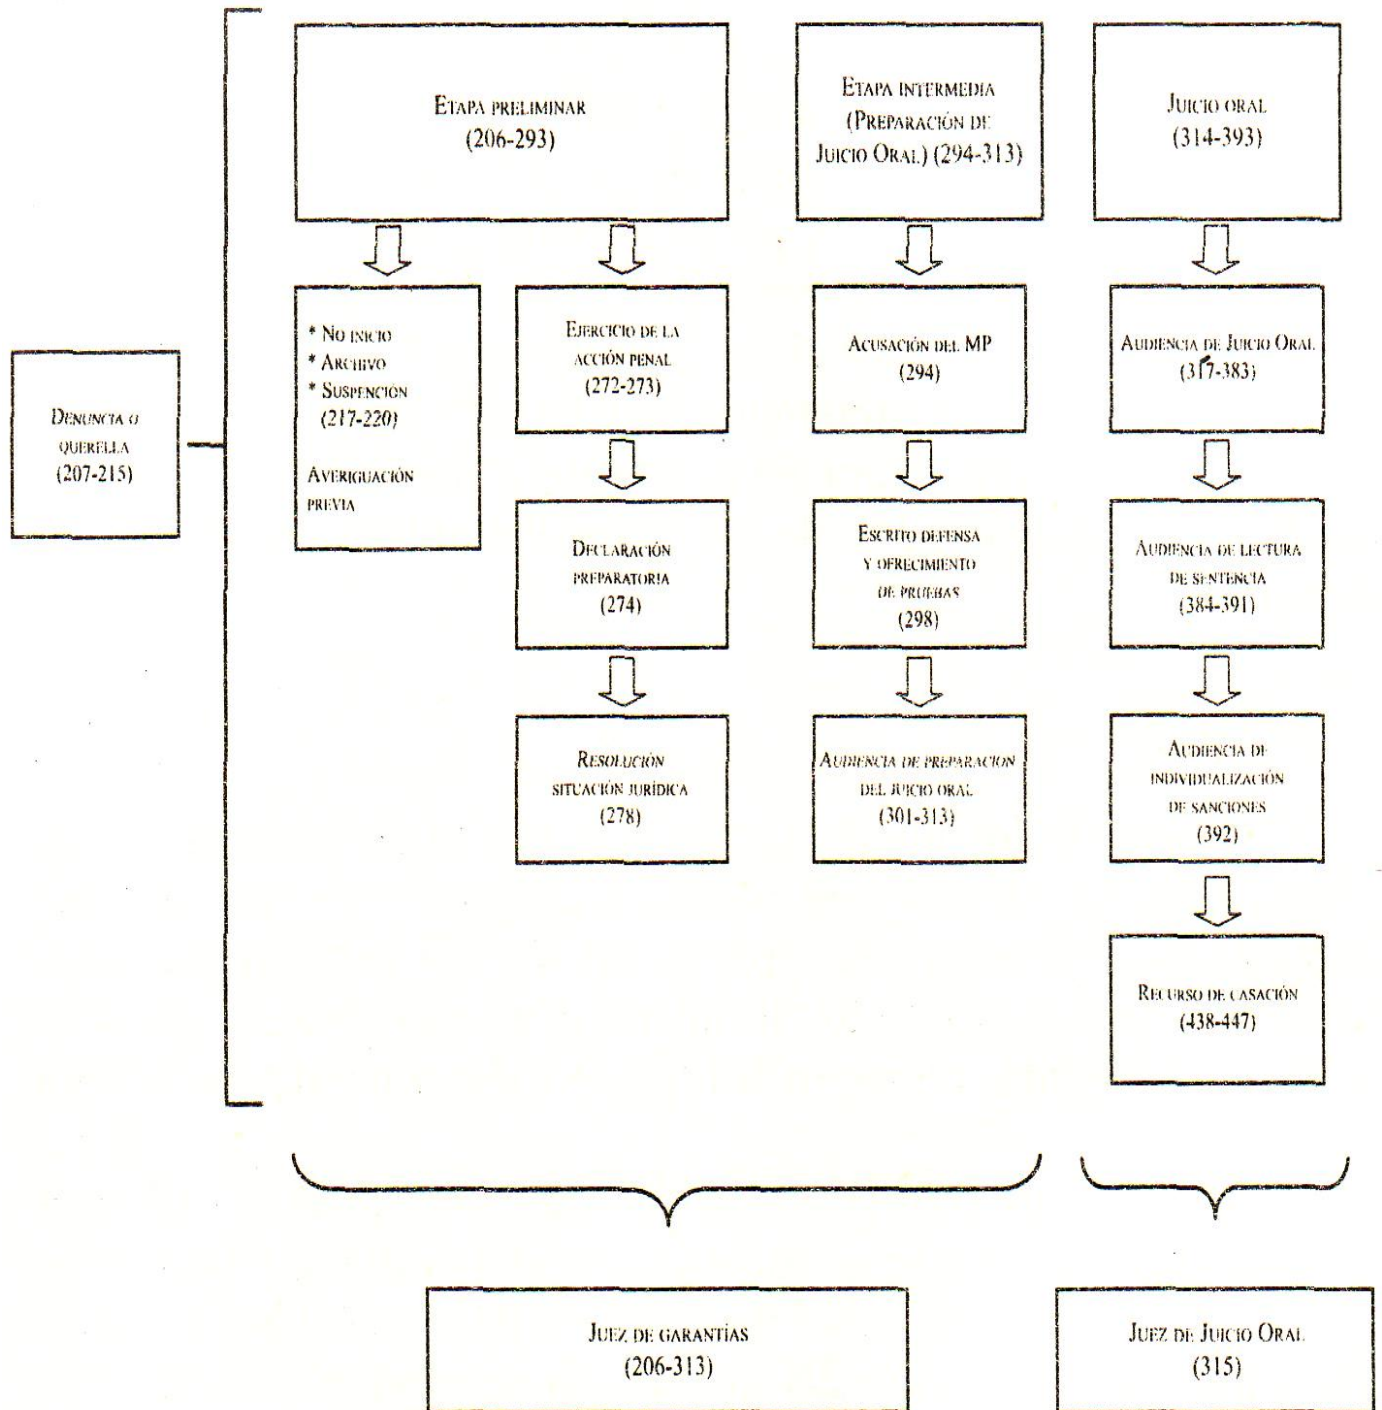 Denuncia o
querella
(207-215)
Etapa preliminar
(206-293)
* No inicio
* Archivo
* Suspención
(217-220)
Averiguación
previa
Ejercicio de la
acción penal
(272-273)
Declaración
preparatoria
(274)
Resolución
situación jurídica
(278)
Etapa intermedia
(Preparación de
Juicio Oral) (294-313)
Acusación del MP
(294)
Escrito defensa
y ofrecimiento
de pruebas
(298)
Audiencia de preparacion
del juicio oral
(301-313)
Juicio oral
(314-393)
Audiencia de Juicio Oral
(317-383)
Audiencia de lectura
de sentencia
(384-391)
Audiencia de
individualización
de sanciones
(392)
Recurso de casación
(438-447)
Juez de garantías
(206-313)
Juez de Juicio Oral
(315)